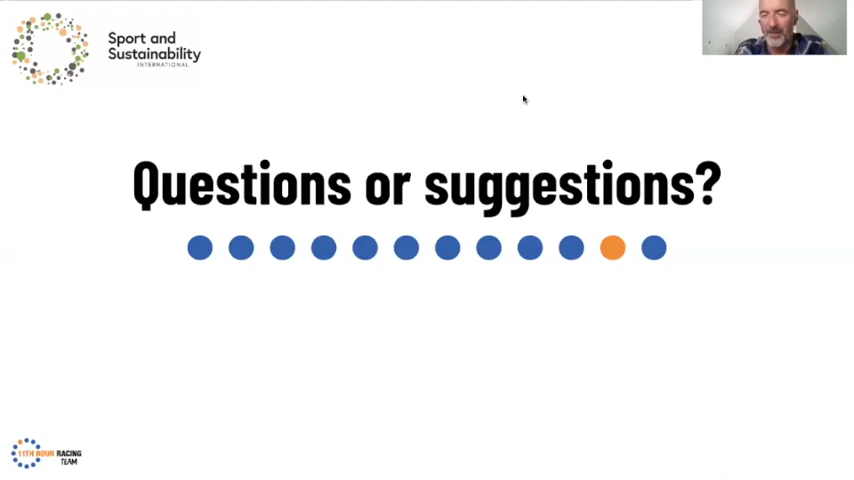 Sport and
Sustainability
INTERNATIONAL
Questions or suggestions?
11TH HOUR RACING
TEAM